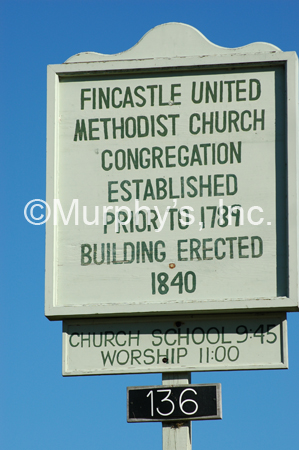 FINCASTLE UNITED
METHODIST CHURCH
CONGREGATION
ESTABLISHED
PRIOR TO 1789
BUILDING ERECTED
1840
© Murphy's, Inc.
CHURCH SCHOOL 9:45
WORSHIP 11:00
136